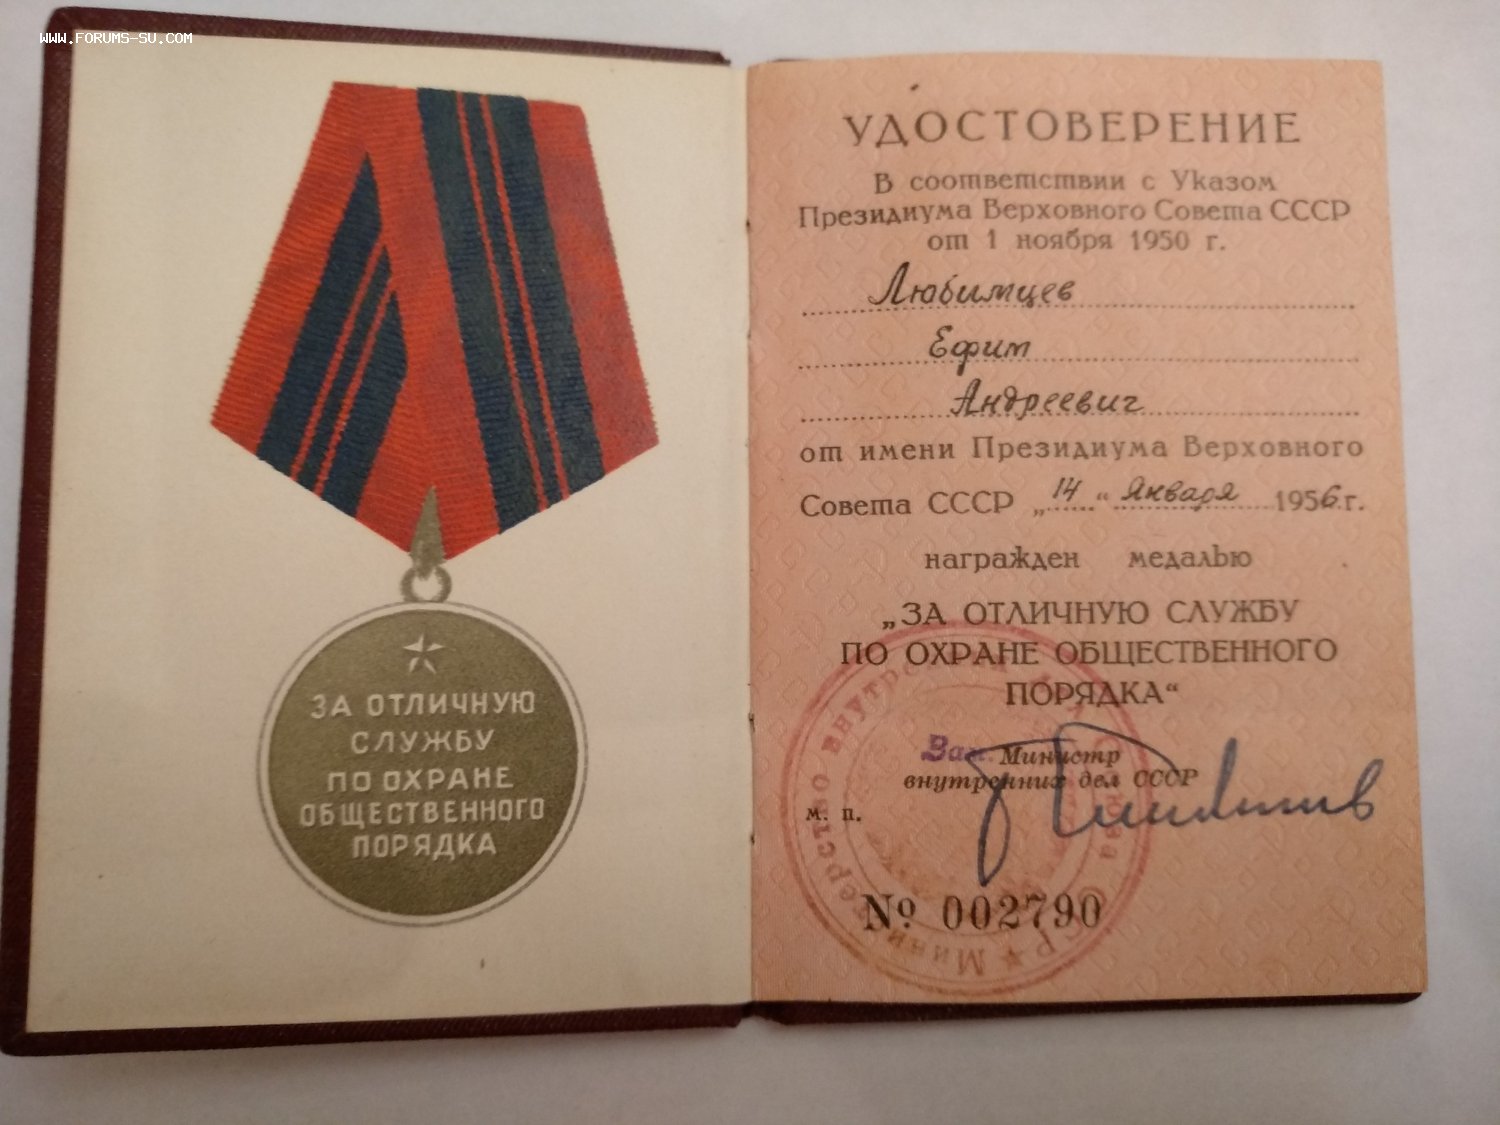 WWW.FORUMS-SU.COM
ЗА ОТЛИЧНУЮ
СЛУЖБУ
ПО ОХРАНЕ
ОБЩЕСТВЕННОГО
ПОРЯДКА
УДОСТОВЕРЕНИЕ
В соответствии с Указом
Президиума Верховного Совета СССР
от 1 ноября 1950 г.
Любимцев
Ефим
Андреевич
от имени Президиума Верховного
Совета СССР „14“ Января 1956 г.
награжден медалью
„ЗА ОТЛИЧНУЮ СЛУЖБУ
ПО ОХРАНЕ ОБЩЕСТВЕННОГО
ПОРЯДКА“
Зам. Министр
внутренних дел СССР
м. п.
№ 002790